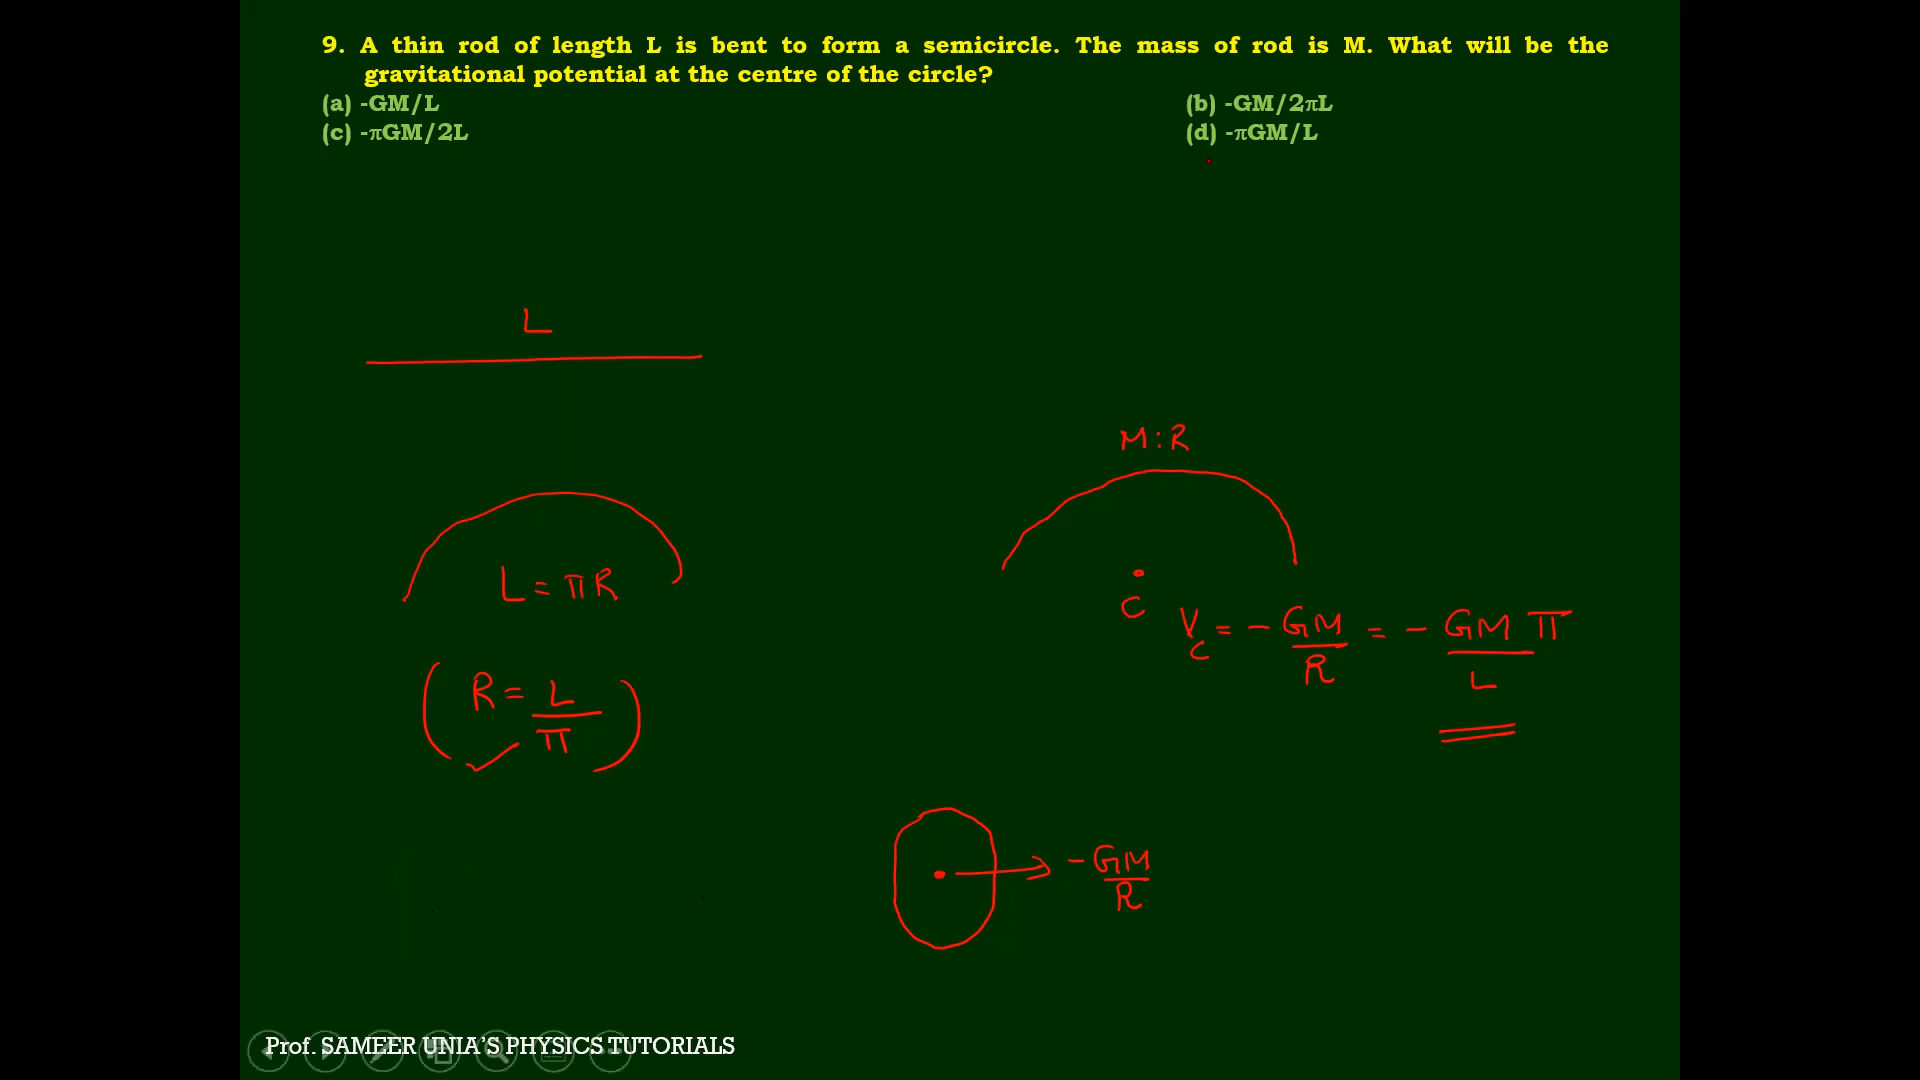 9. A thin rod of length L is bent to form a semicircle. The mass of rod is M. What will be the
gravitational potential at the centre of the circle?
(a) -GM/L (b) -GM/2πL
(c) -πGM/2L (d) -πGM/L
L
M : R
L = πR
C
V_C = - GM/R = - GM π/L
(R = L/π)
- GM/R
Prof. SAMEER UNIA'S PHYSICS TUTORIALS